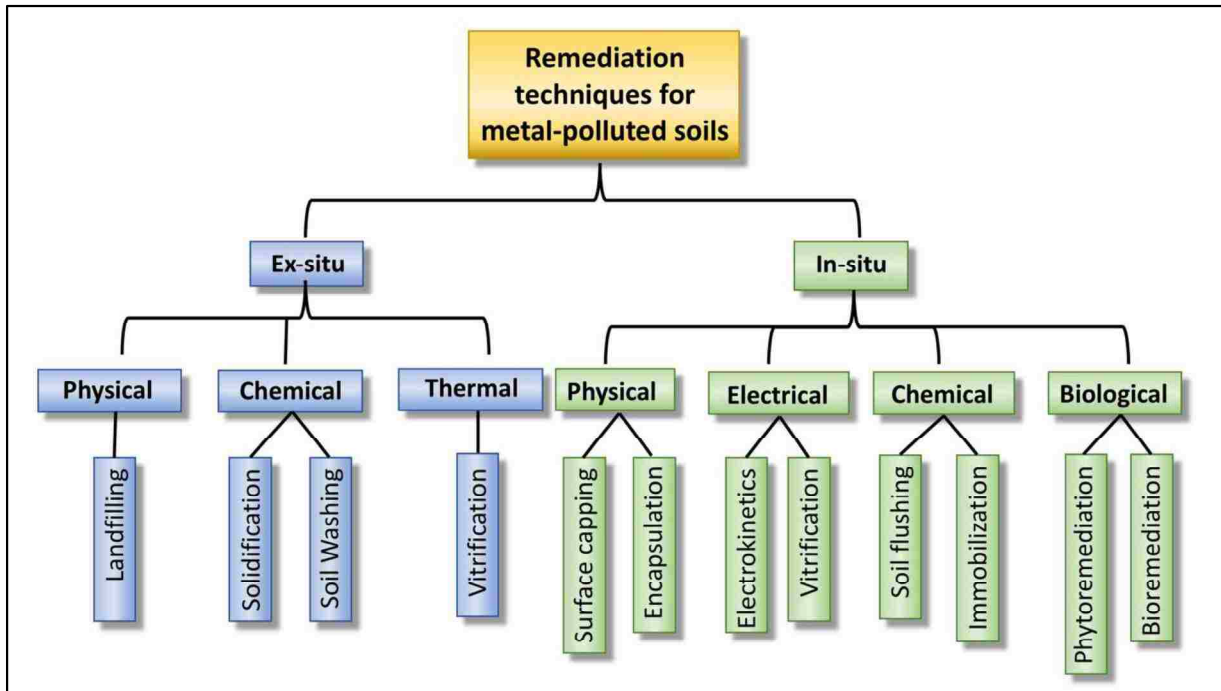 Remediation
techniques for
metal-polluted soils
Ex-situ
In-situ
Physical
Chemical
Thermal
Physical
Electrical
Chemical
Biological
Landfilling
Solidification
Soil Washing
Vitrification
Surface capping
Encapsulation
Electrokinetics
Vitrification
Soil flushing
Immobilization
Phytoremediation
Bioremediation